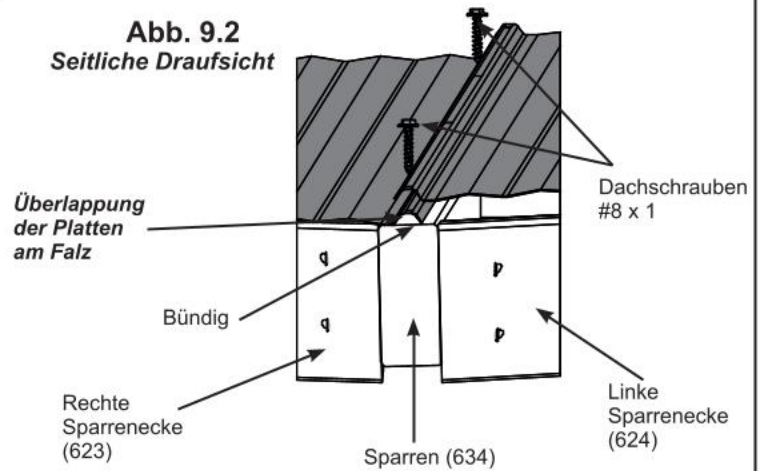 Abb. 9.2
Seitliche Draufsicht
Dachschrauben
#8 x 1
Überlappung
der Platten
am Falz
Bündig
Rechte
Sparrenecke
(623)
Sparren (634)
Linke
Sparrenecke
(624)